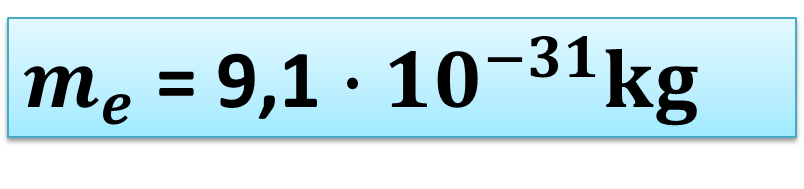 mₑ = 9,1 · 10⁻³¹kg